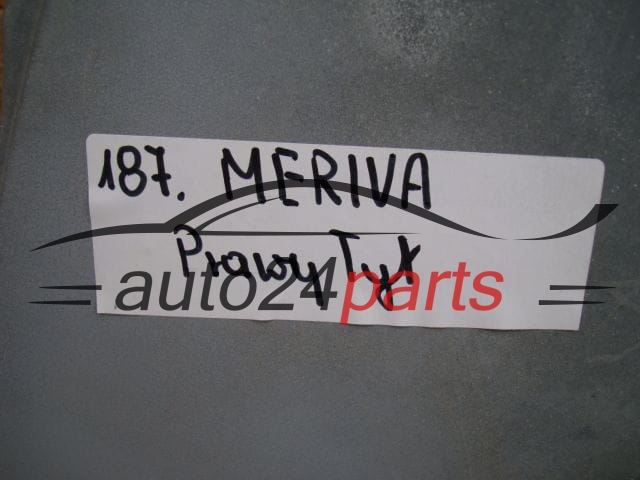 187. MERIVA
Prawy Tył
auto24parts